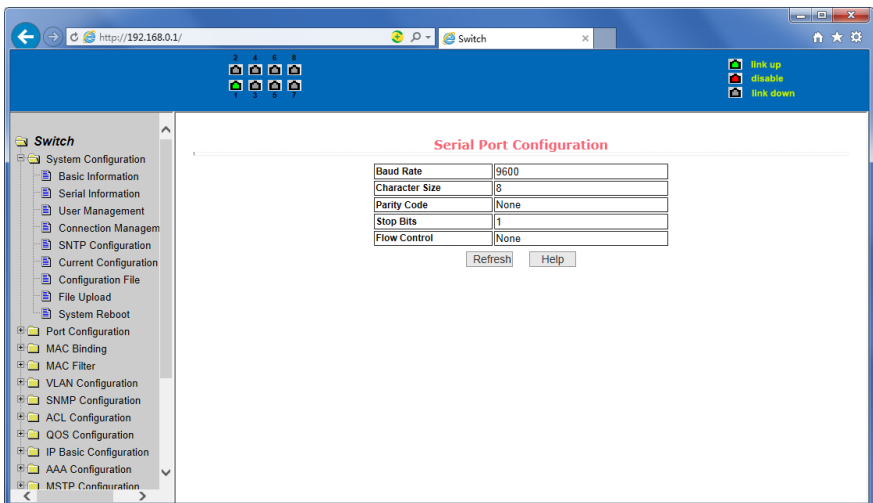 http://192.168.0.1/
Switch
2 4 6 8
1 3 5 7
link up
disable
link down
Switch
System Configuration
Basic Information
Serial Information
User Management
Connection Managem
SNTP Configuration
Current Configuration
Configuration File
File Upload
System Reboot
Port Configuration
MAC Binding
MAC Filter
VLAN Configuration
SNMP Configuration
ACL Configuration
QOS Configuration
IP Basic Configuration
AAA Configuration
MSTP Configuration
Serial Port Configuration
Baud Rate 9600
Character Size 8
Parity Code None
Stop Bits 1
Flow Control None
Refresh Help